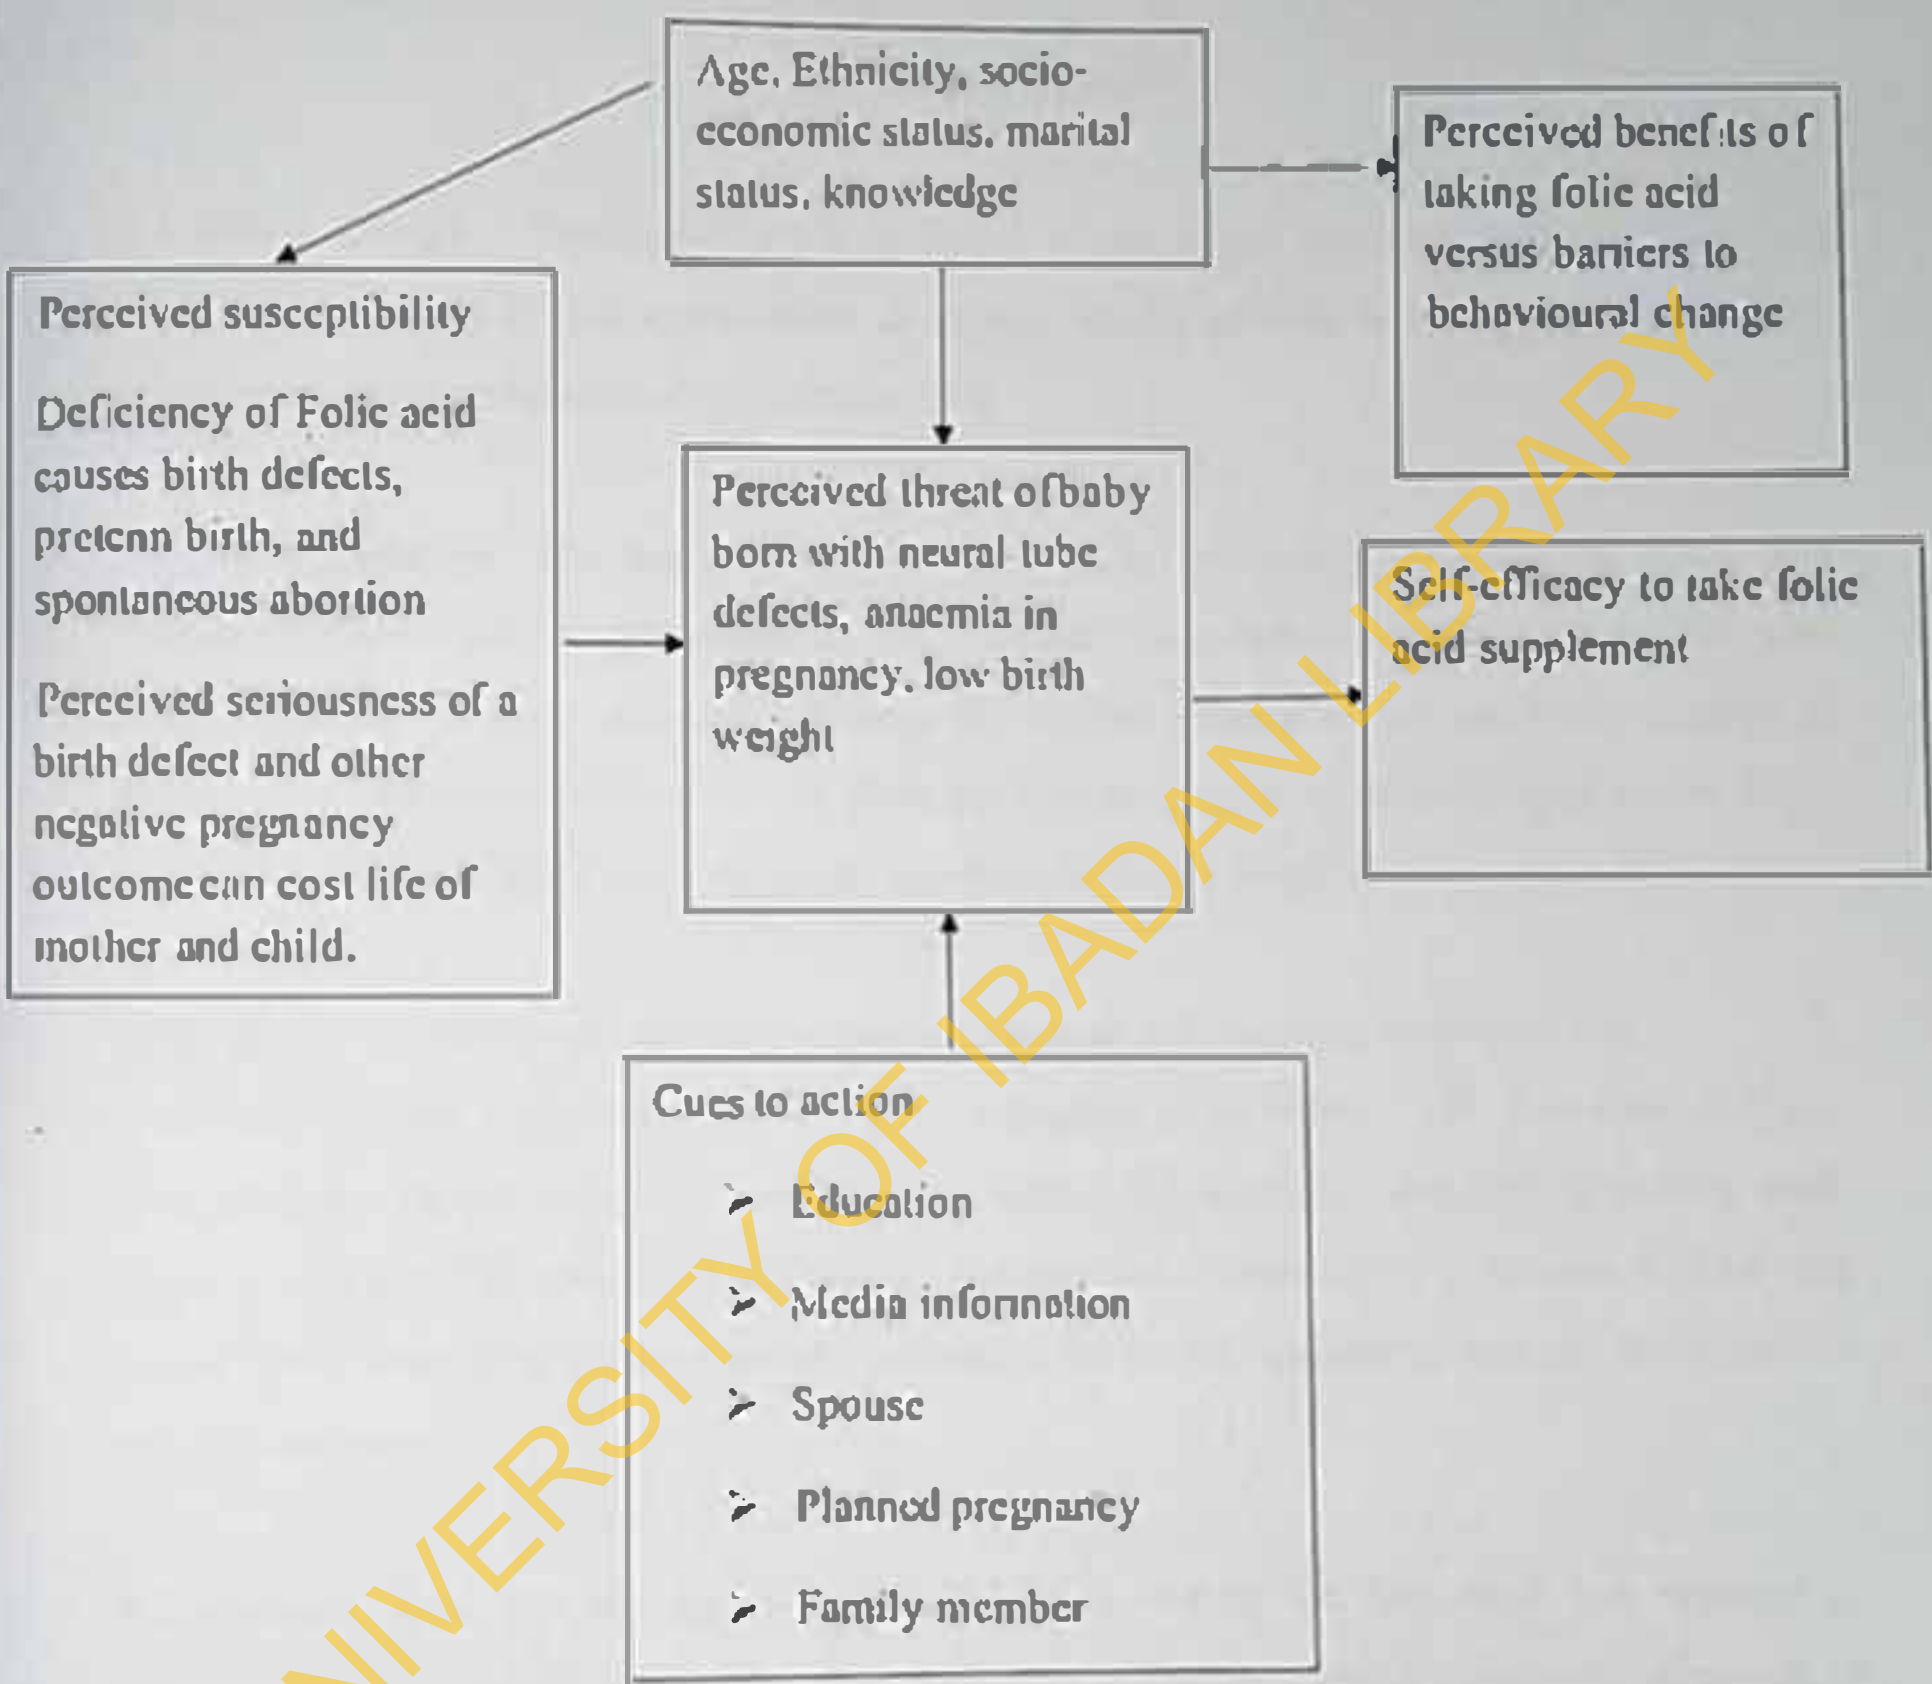 Age, Ethnicity, socio-
economic status, marital
status, knowledge
Perceived benefits of
taking folic acid
versus barriers to
behavioural change
Perceived susceptibility
Deficiency of Folic acid
causes birth defects,
preterm birth, and
spontaneous abortion
Perceived seriousness of a
birth defect and other
negative pregnancy
outcome can cost life of
mother and child.
Perceived threat of baby
born with neural tube
defects, anaemia in
pregnancy, low birth
weight
Self-efficacy to take folic
acid supplement
Cues to action
➢ Education
➢ Media information
➢ Spouse
➢ Planned pregnancy
➢ Family member
NIVERSITY OF IBADAN LIBRARY